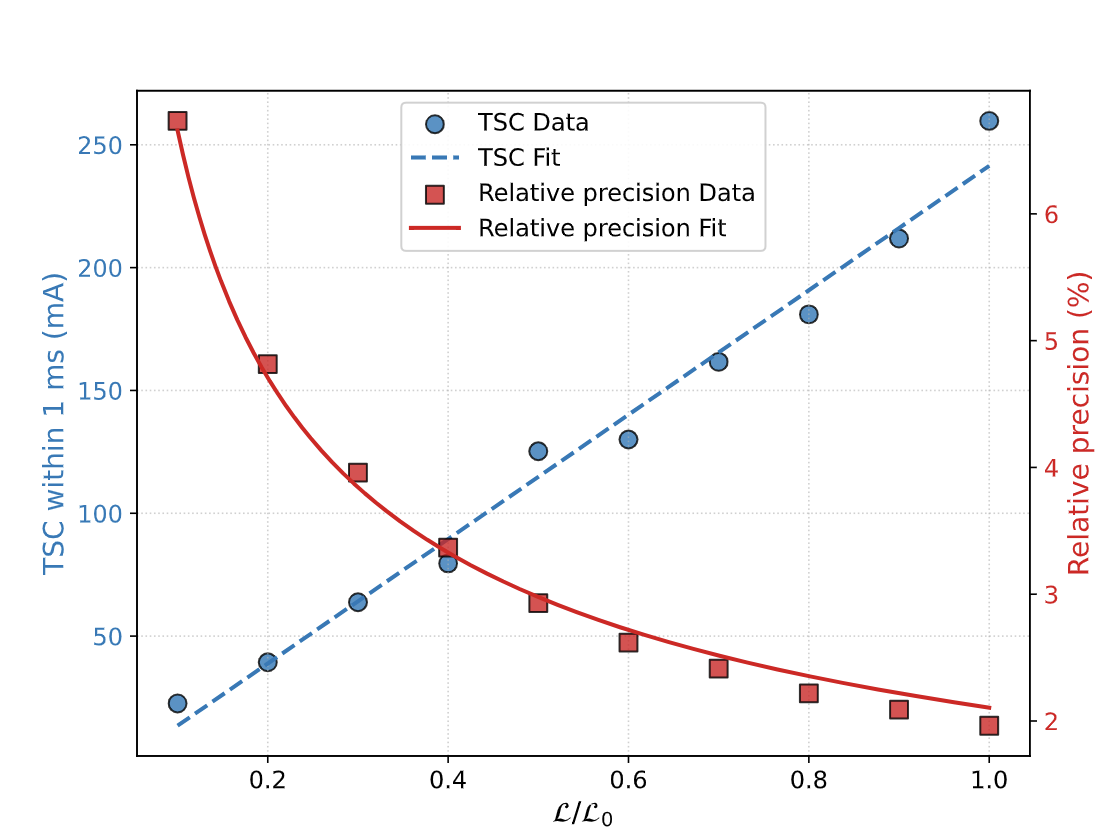 TSC Data
TSC Fit
Relative precision Data
Relative precision Fit
250
200
150
100
50
TSC within 1 ms (mA)
6
5
4
3
2
Relative precision (%)
0.2
0.4
0.6
0.8
1.0
ℒ/ℒ₀